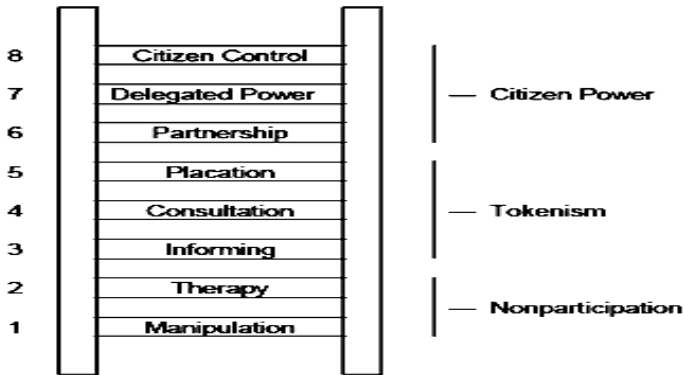 8 Citizen Control
7 Delegated Power — Citizen Power
6 Partnership
5 Placation
4 Consultation — Tokenism
3 Informing
2 Therapy
— Nonparticipation
1 Manipulation